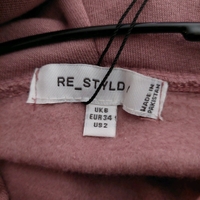 RE_STYLD
UK 6
EUR 34
US 2
MADE IN
PAKISTAN